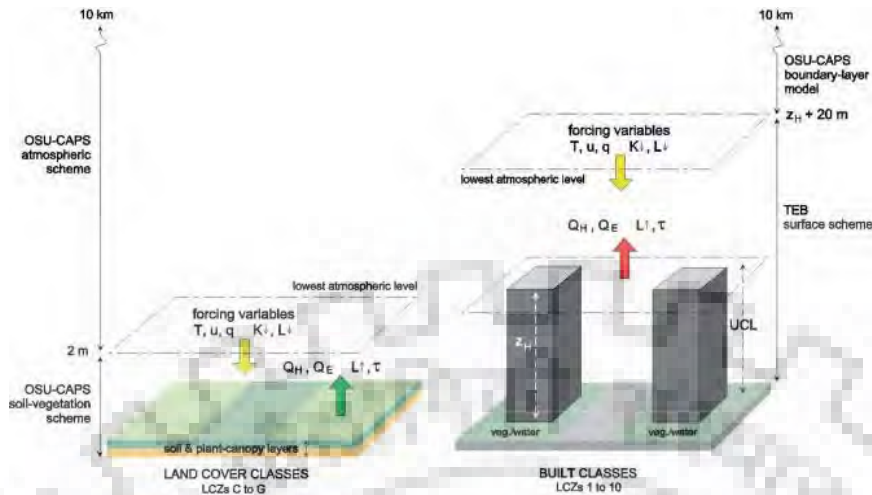 10 km
OSU-CAPS
atmospheric
scheme
lowest atmospheric level
forcing variables
T, u, q K↓, L↓
2 m
Q_H, Q_E L↑, τ
OSU-CAPS
soil-vegetation
scheme
soil & plant-canopy layers
LAND COVER CLASSES
LCZs C to G
10 km
OSU-CAPS
boundary-layer
model
z_H + 20 m
forcing variables
T, u, q K↓, L↓
lowest atmospheric level
TEB
surface scheme
Q_H, Q_E L↑, τ
UCL
z_H
veg./water
veg./water
BUILT CLASSES
LCZs 1 to 10